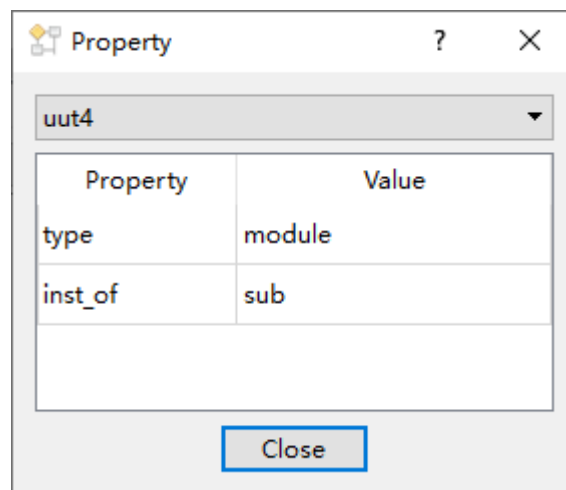 Property
?
uut4
Property Value
type module
inst_of sub
Close